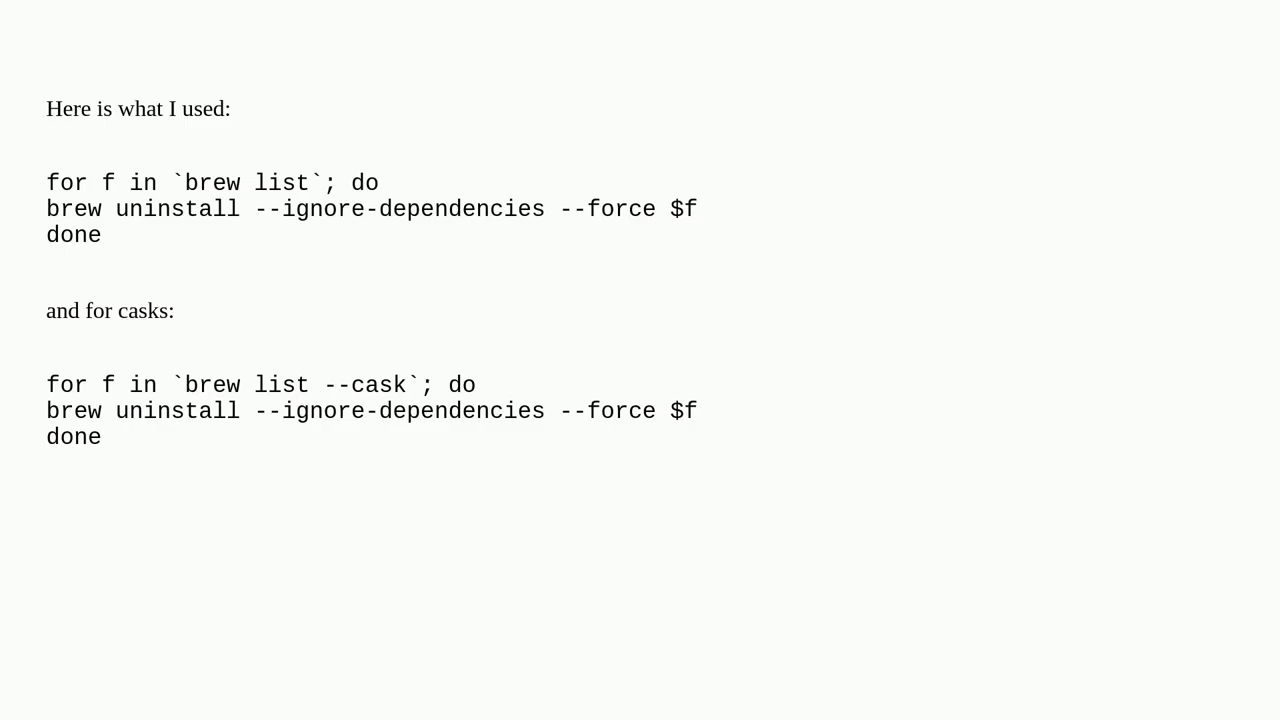 Here is what I used:
for f in `brew list`; do
brew uninstall --ignore-dependencies --force $f
done
and for casks:
for f in `brew list --cask`; do
brew uninstall --ignore-dependencies --force $f
done